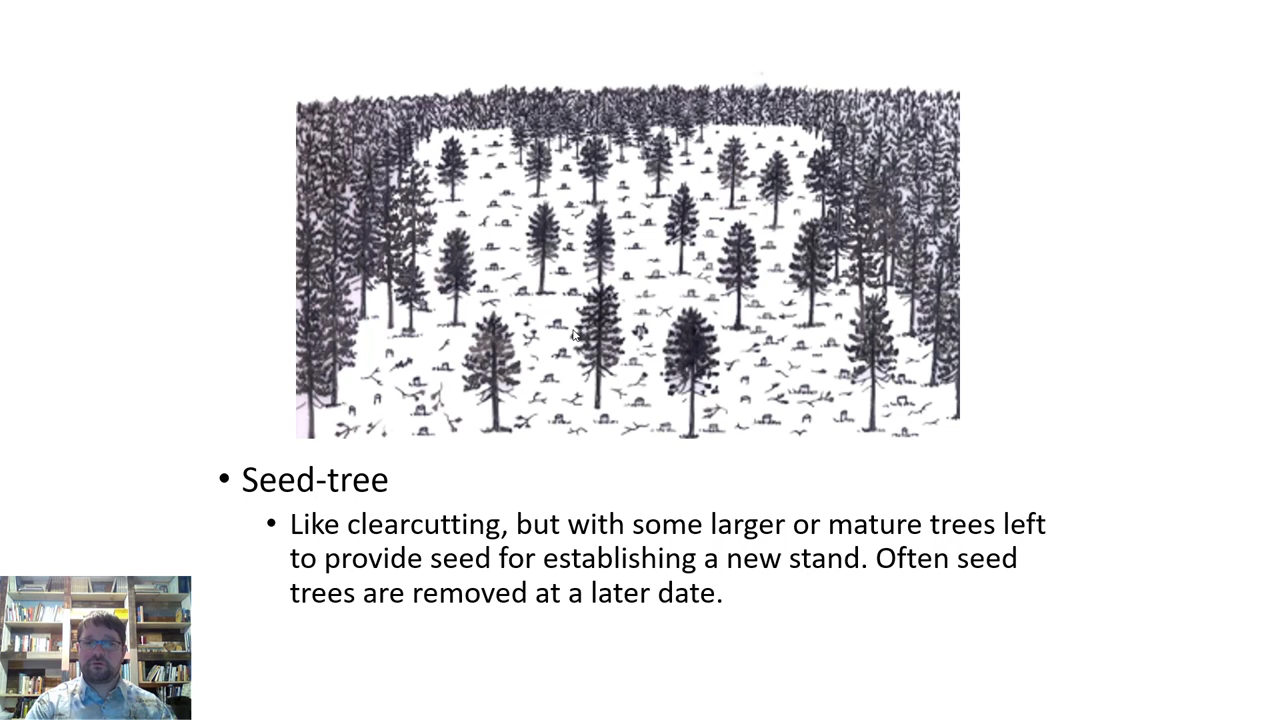 • Seed-tree
• Like clearcutting, but with some larger or mature trees left
to provide seed for establishing a new stand. Often seed
trees are removed at a later date.